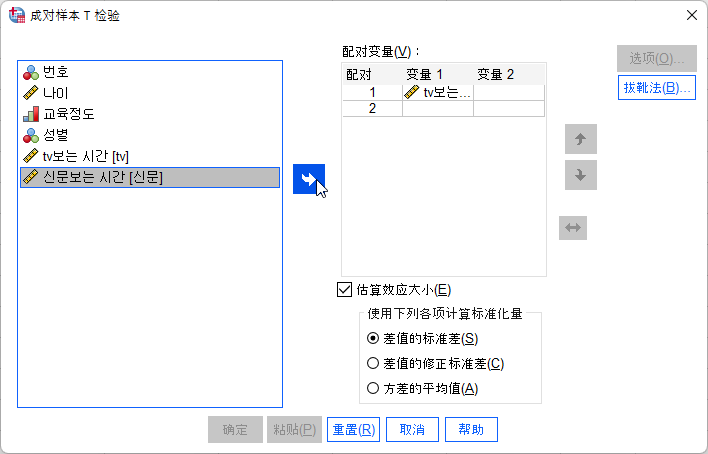 成对样本 T 检验
번호
나이
교육정도
성별
tv보는 시간 [tv]
신문보는 시간 [신문]
配对变量(V)：
配对 变量 1 变量 2
1 tv보는...
2
选项(O)...
拔靴法(B)...
估算效应大小(E)
使用下列各项计算标准化量
差值的标准差(S)
差值的修正标准差(C)
方差的平均值(A)
确定 粘贴(P) 重置(R) 取消 帮助